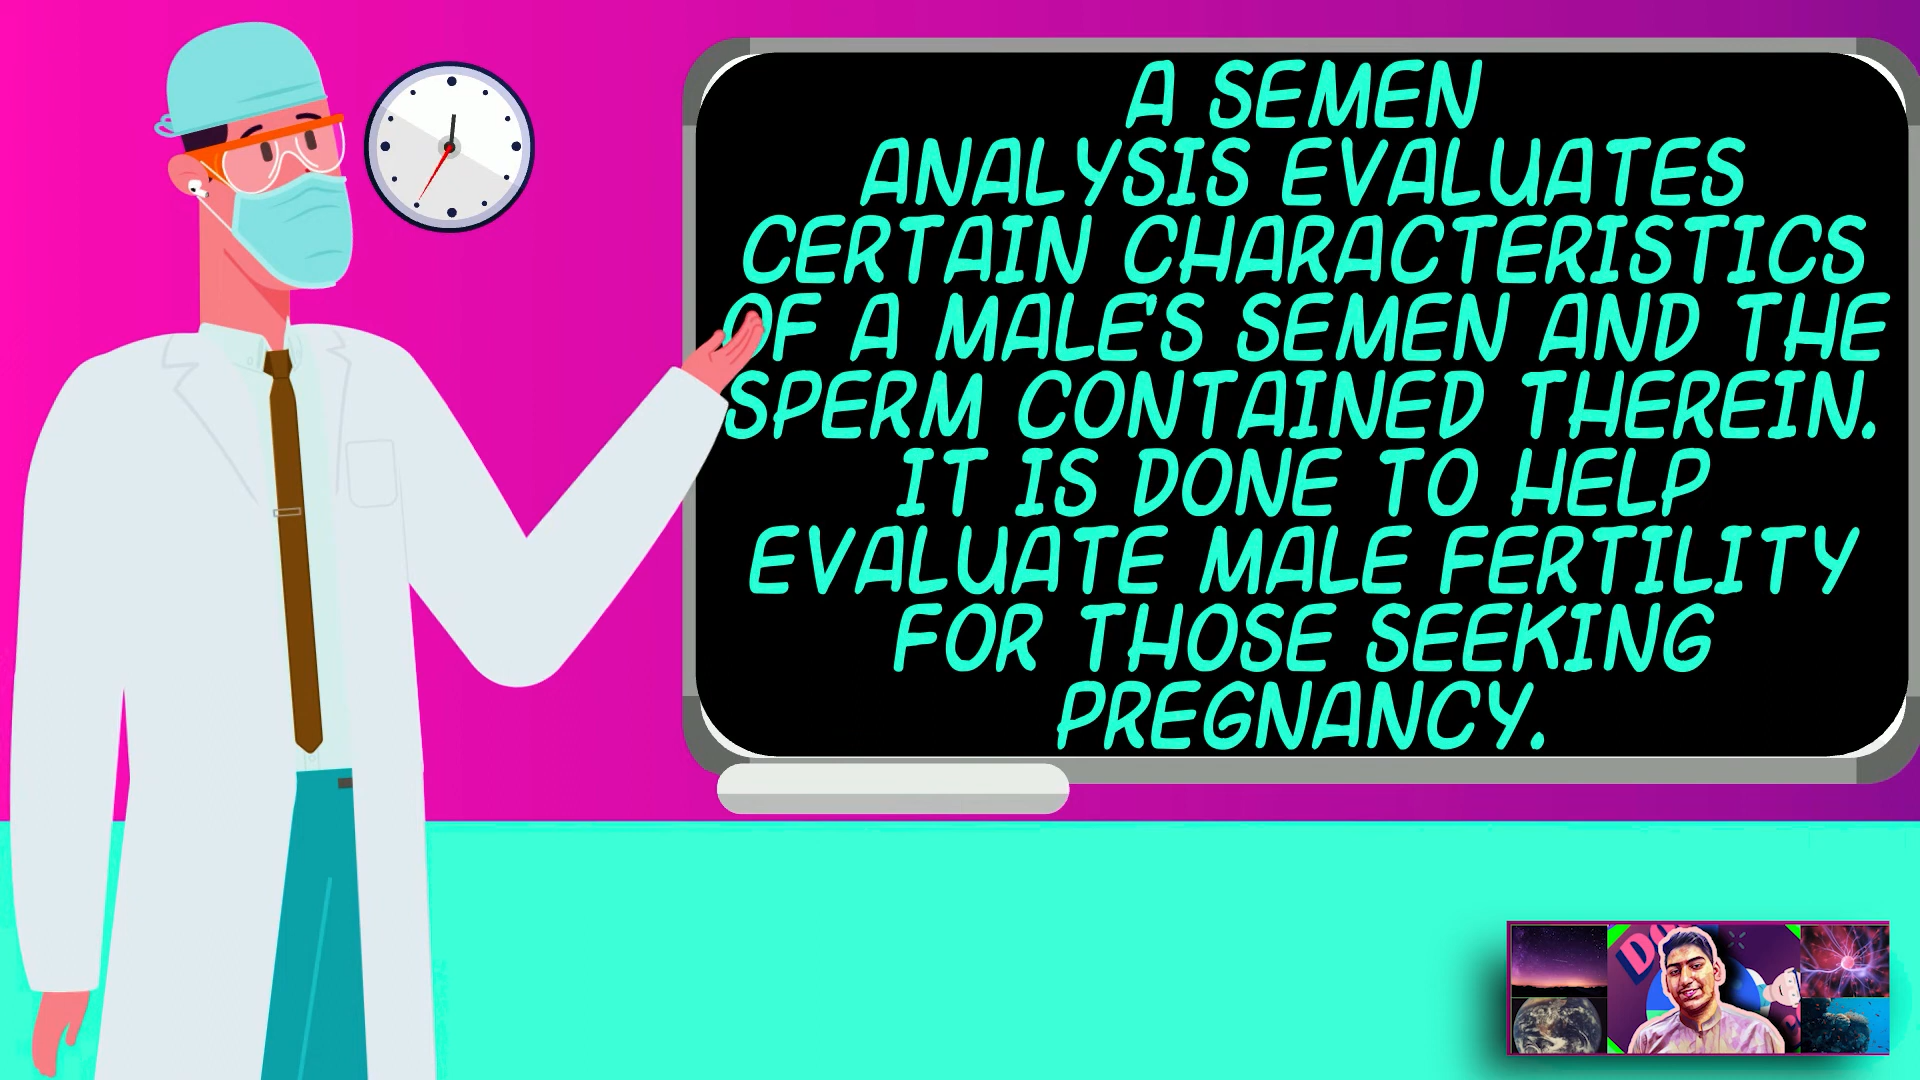 A SEMEN
ANALYSIS EVALUATES
CERTAIN CHARACTERISTICS
OF A MALE'S SEMEN AND THE
SPERM CONTAINED THEREIN.
IT IS DONE TO HELP
EVALUATE MALE FERTILITY
FOR THOSE SEEKING
PREGNANCY.